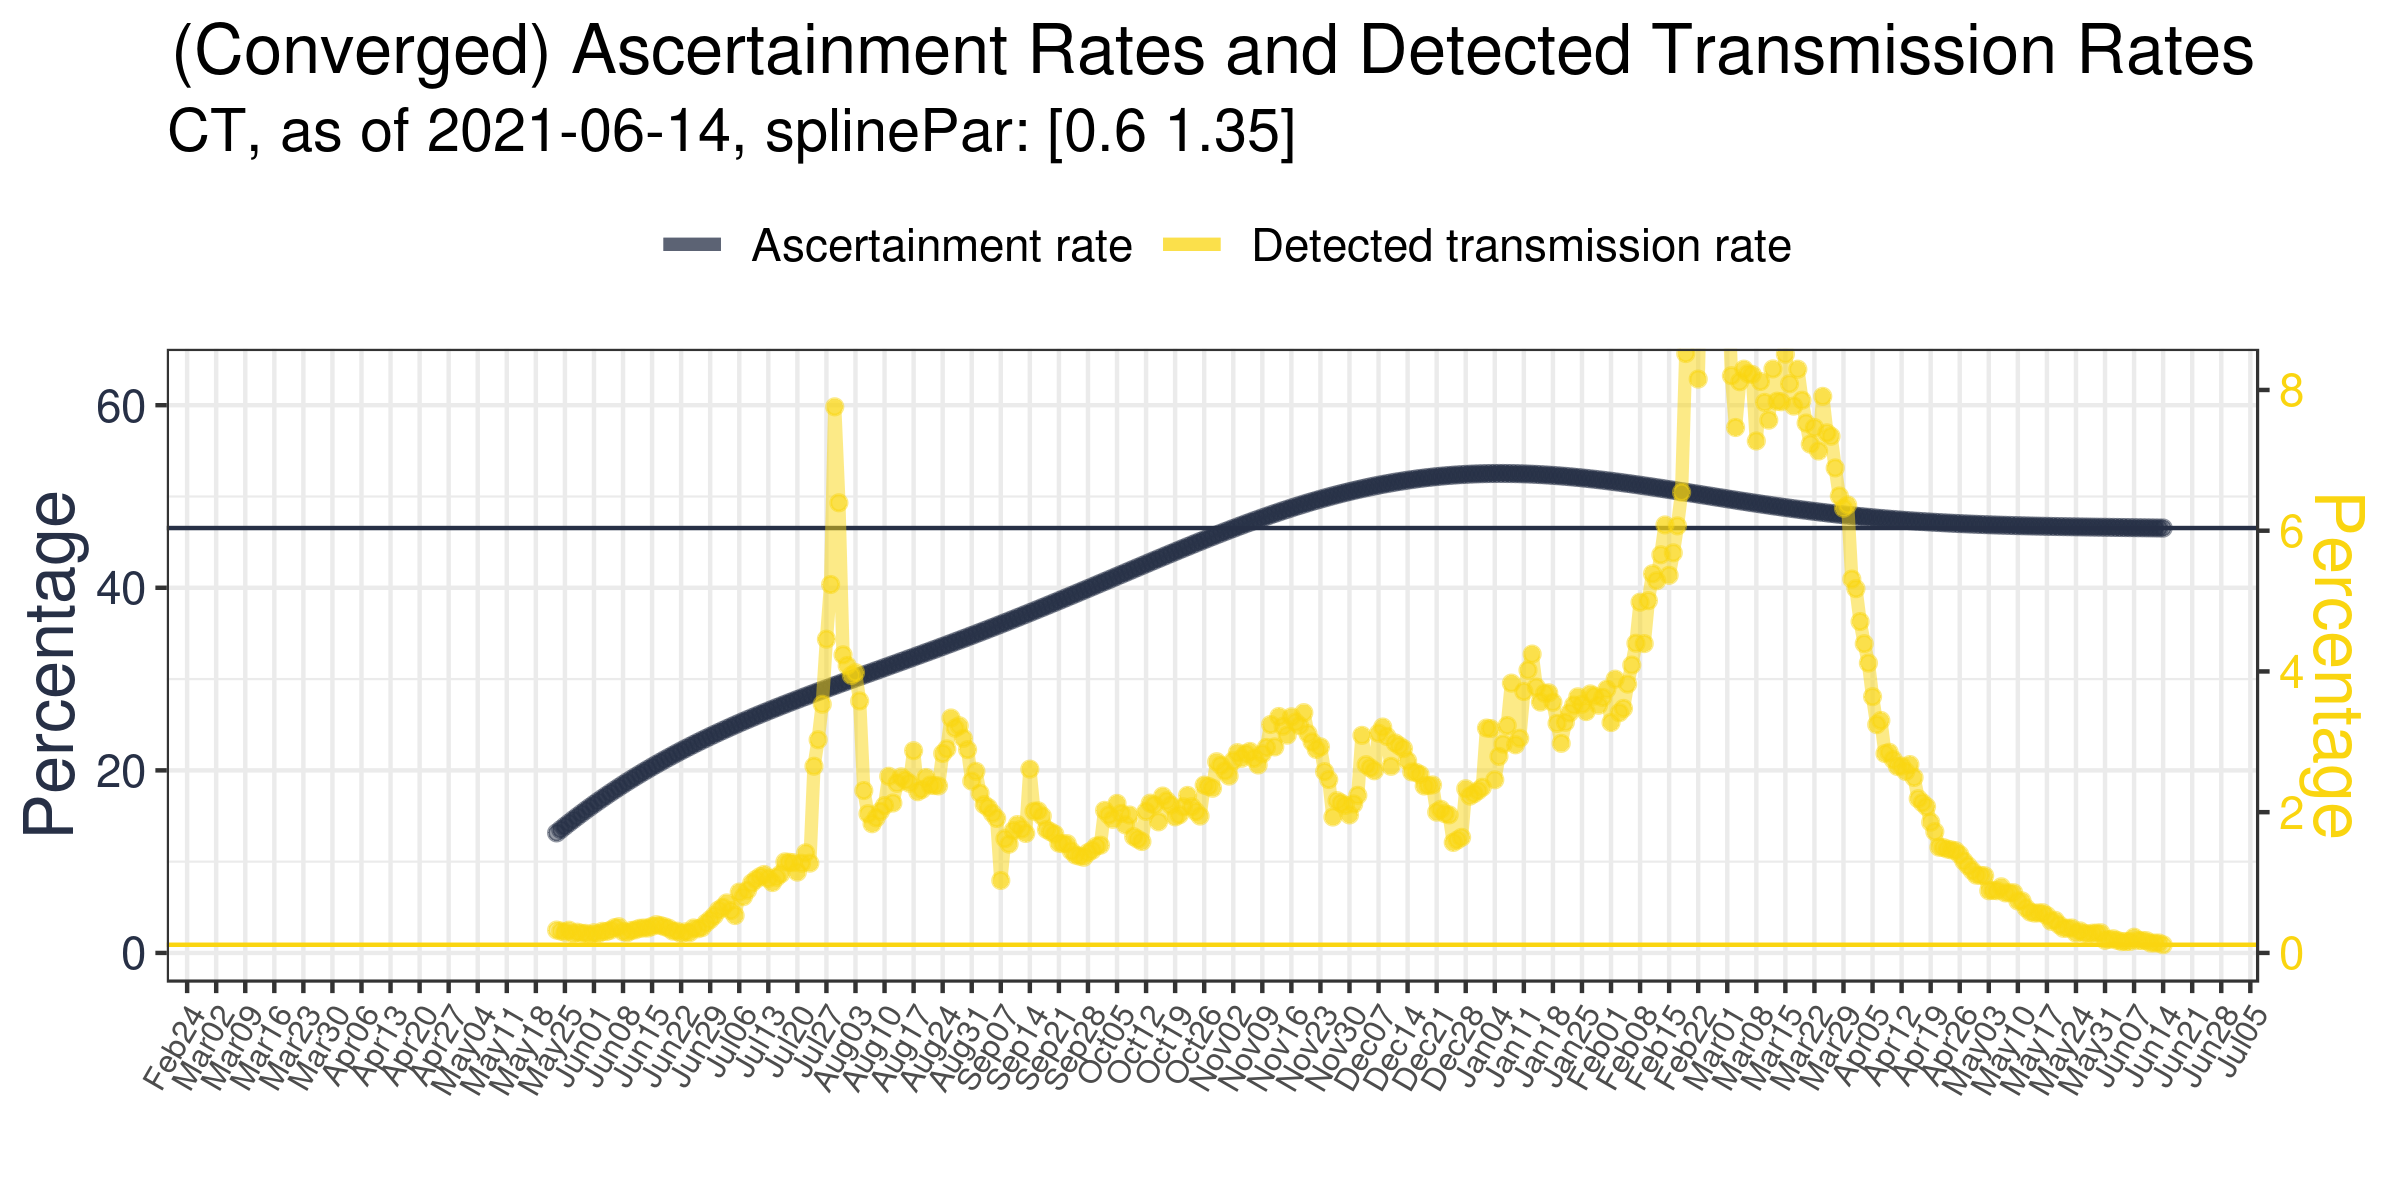 (Converged) Ascertainment Rates and Detected Transmission Rates
CT, as of 2021-06-14, splinePar: [0.6 1.35]
Ascertainment rate Detected transmission rate
Percentage
60
40
20
0
8
6
4
2
0
Percentage
Feb24 Mar02 Mar09 Mar16 Mar23 Mar30 Apr06 Apr13 Apr20 Apr27 May04 May11 May18 May25 Jun01 Jun08 Jun15 Jun22 Jun29 Jul06 Jul13 Jul20 Jul27 Aug03 Aug10 Aug17 Aug24 Aug31 Sep07 Sep14 Sep21 Sep28 Oct05 Oct12 Oct19 Oct26 Nov02 Nov09 Nov16 Nov23 Nov30 Dec07 Dec14 Dec21 Dec28 Jan04 Jan11 Jan18 Jan25 Feb01 Feb08 Feb15 Feb22 Mar01 Mar08 Mar15 Mar22 Mar29 Apr05 Apr12 Apr19 Apr26 May03 May10 May17 May24 May31 Jun07 Jun14 Jun21 Jun28 Jul05